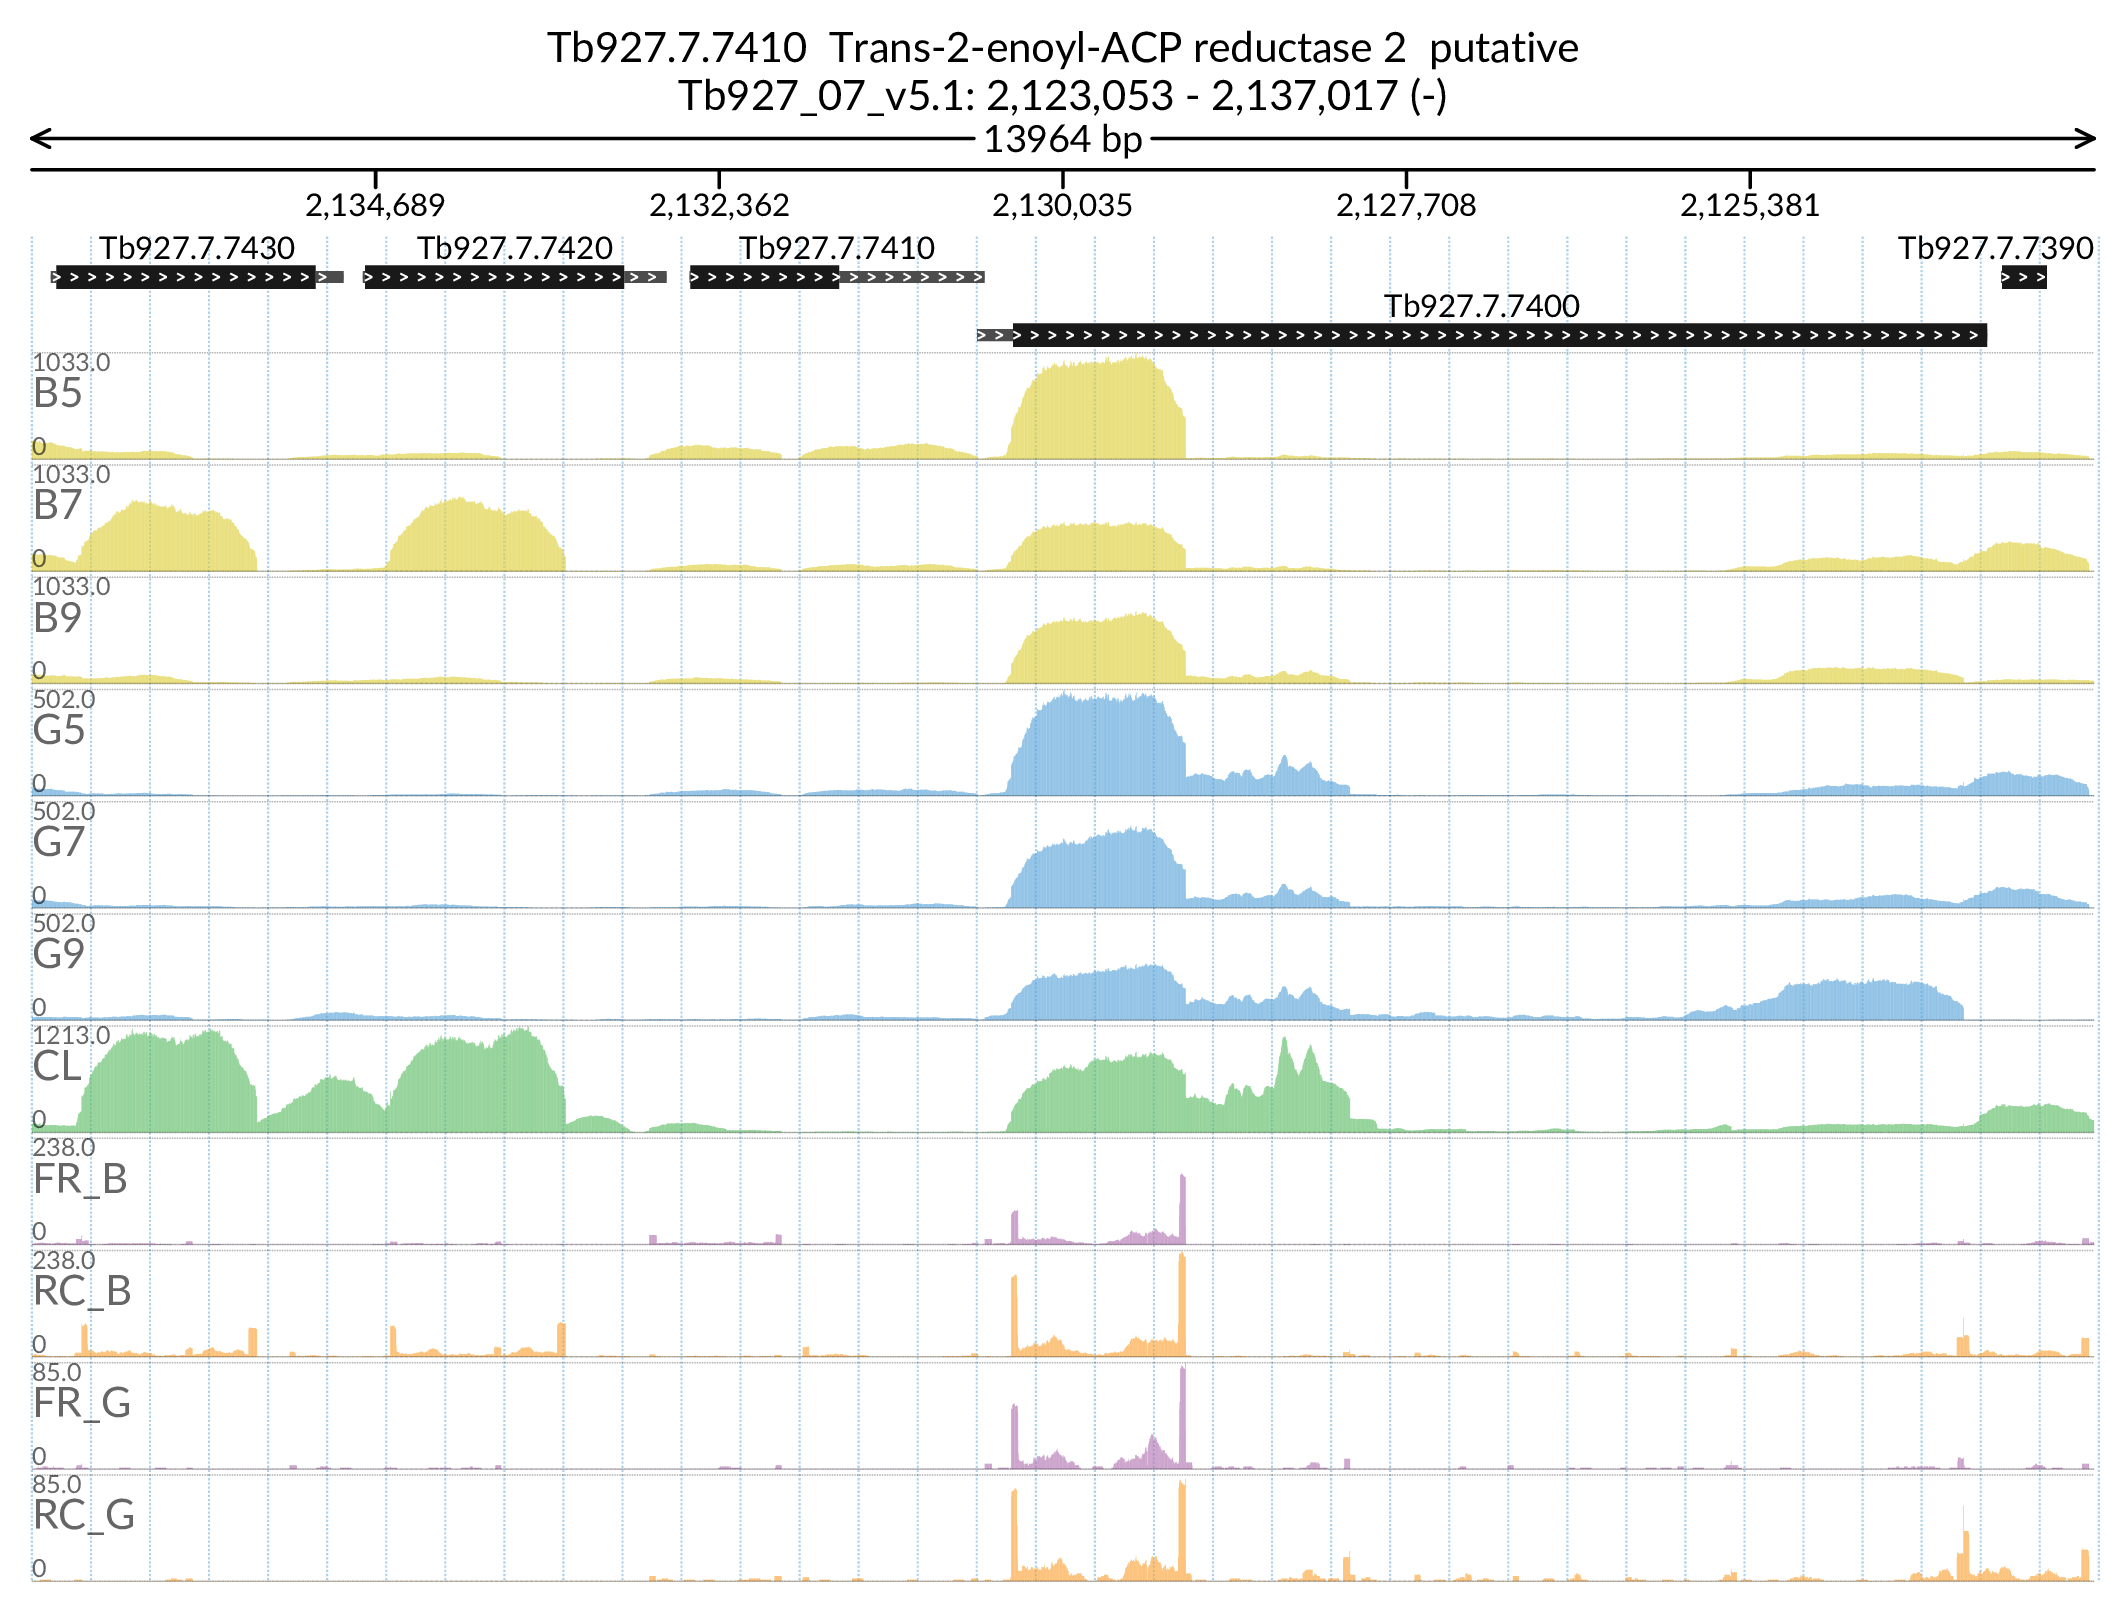 Tb927.7.7410 Trans-2-enoyl-ACP reductase 2 putative
Tb927_07_v5.1: 2,123,053 - 2,137,017 (-)
13964 bp
2,134,689 2,132,362 2,130,035 2,127,708 2,125,381
Tb927.7.7430 Tb927.7.7420 Tb927.7.7410 Tb927.7.7390
Tb927.7.7400
1033.0
B5
0
1033.0
B7
0
1033.0
B9
0
502.0
G5
0
502.0
G7
0
502.0
G9
0
1213.0
CL
0
238.0
FR_B
0
238.0
RC_B
0
85.0
FR_G
0
85.0
RC_G
0